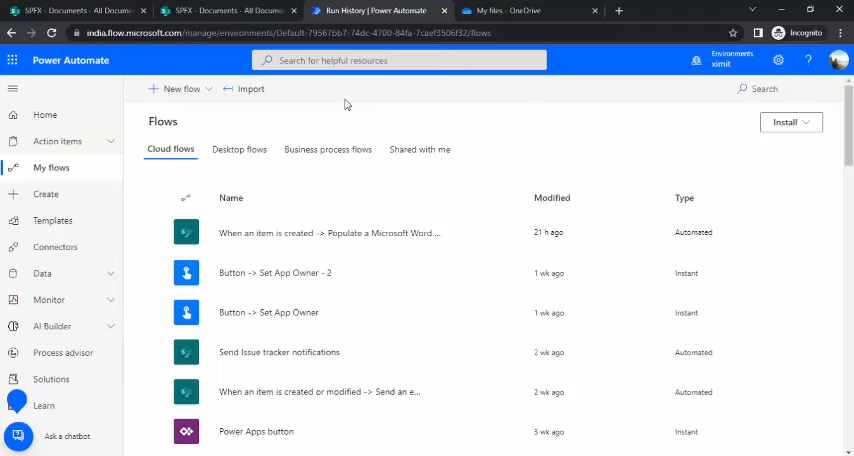 SPFX - Documents - All Docum
SPFX - Documents - All Docum
Run History | Power Automate
My files - OneDrive
india.flow.microsoft.com/manage/environments/Default-79567bb7-74dc-4700-84fa-7caef3506f32/flows
Incognito
Power Automate
Search for helpful resources
Environments
ximit
New flow
Import
Search
Home
Action items
My flows
Create
Templates
Connectors
Data
Monitor
AI Builder
Process advisor
Solutions
Learn
Ask a chatbot
Flows
Install
Cloud flows
Desktop flows
Business process flows
Shared with me
Name Modified Type
When an item is created -> Populate a Microsoft Word ... 21 h ago Automated
Button -> Set App Owner - 2 1 wk ago Instant
Button -> Set App Owner 1 wk ago Instant
Send Issue tracker notifications 2 wk ago Automated
When an item is created or modified -> Send an e... 2 wk ago Automated
Power Apps button 3 wk ago Instant